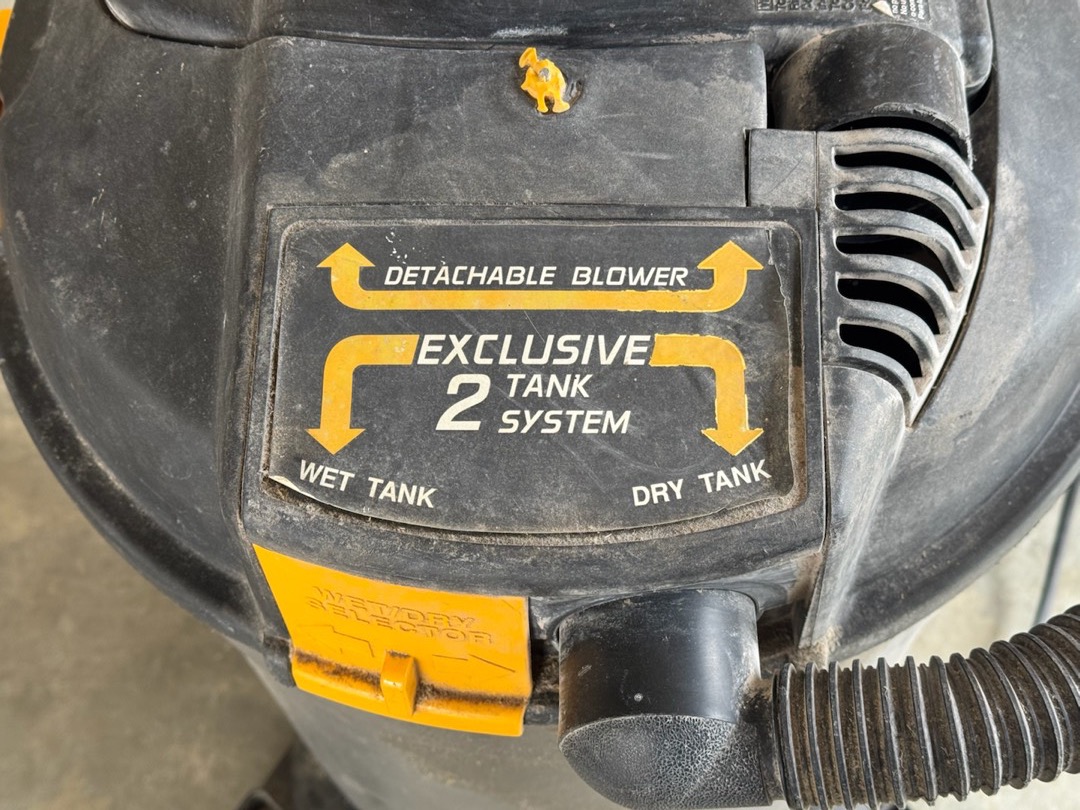 DETACHABLE BLOWER
EXCLUSIVE
2 TANK
SYSTEM
WET TANK
DRY TANK
WET/DRY
SELECTOR